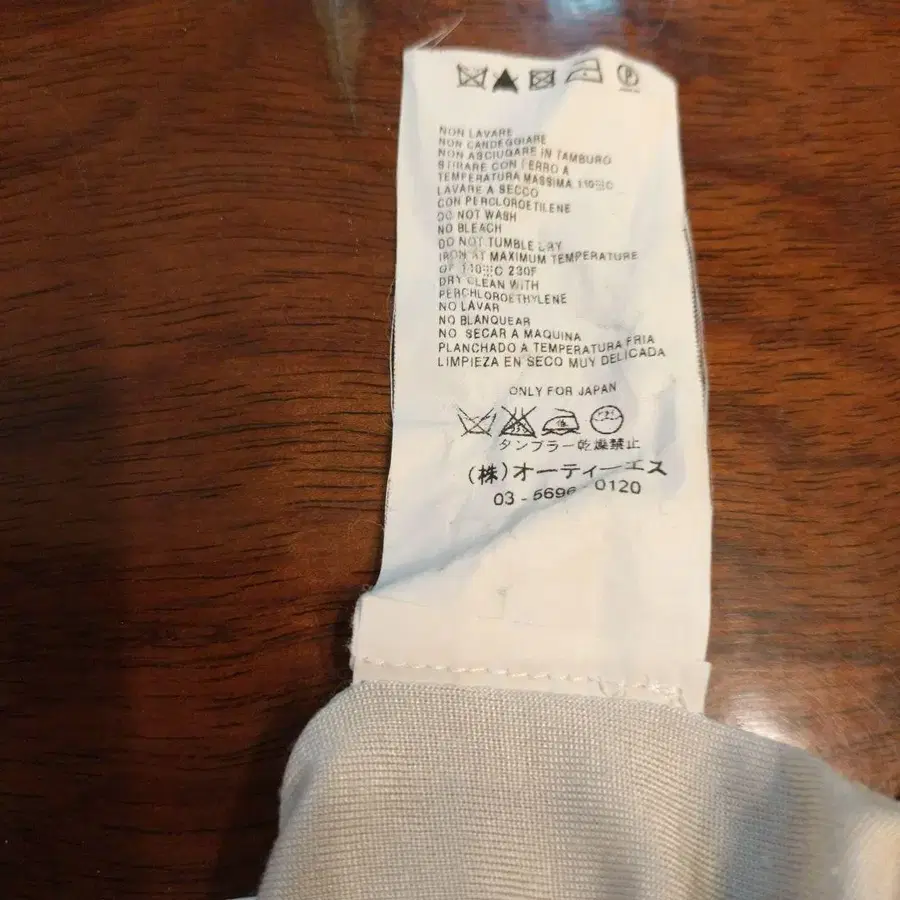 NON LAVARE
NON CANDEGGIARE
NON ASCIUGARE IN TAMBURO
STIRARE CON FERRO A
TEMPERATURA MASSIMA 110 C
LAVARE A SECCO
CON PERCLOROETILENE
DO NOT WASH
NO BLEACH
DO NOT TUMBLE DRY
IRON AT MAXIMUM TEMPERATURE
OF 110 C 230F
DRY CLEAN WITH
PERCHLOROETHYLENE
NO LAVAR
NO BLANQUEAR
NO SECAR A MAQUINA
PLANCHADO A TEMPERATURA FRIA
LIMPIEZA EN SECO MUY DELICADA
ONLY FOR JAPAN
タンブラー乾燥禁止
(株)オーティーエス
03 - 5696 0120